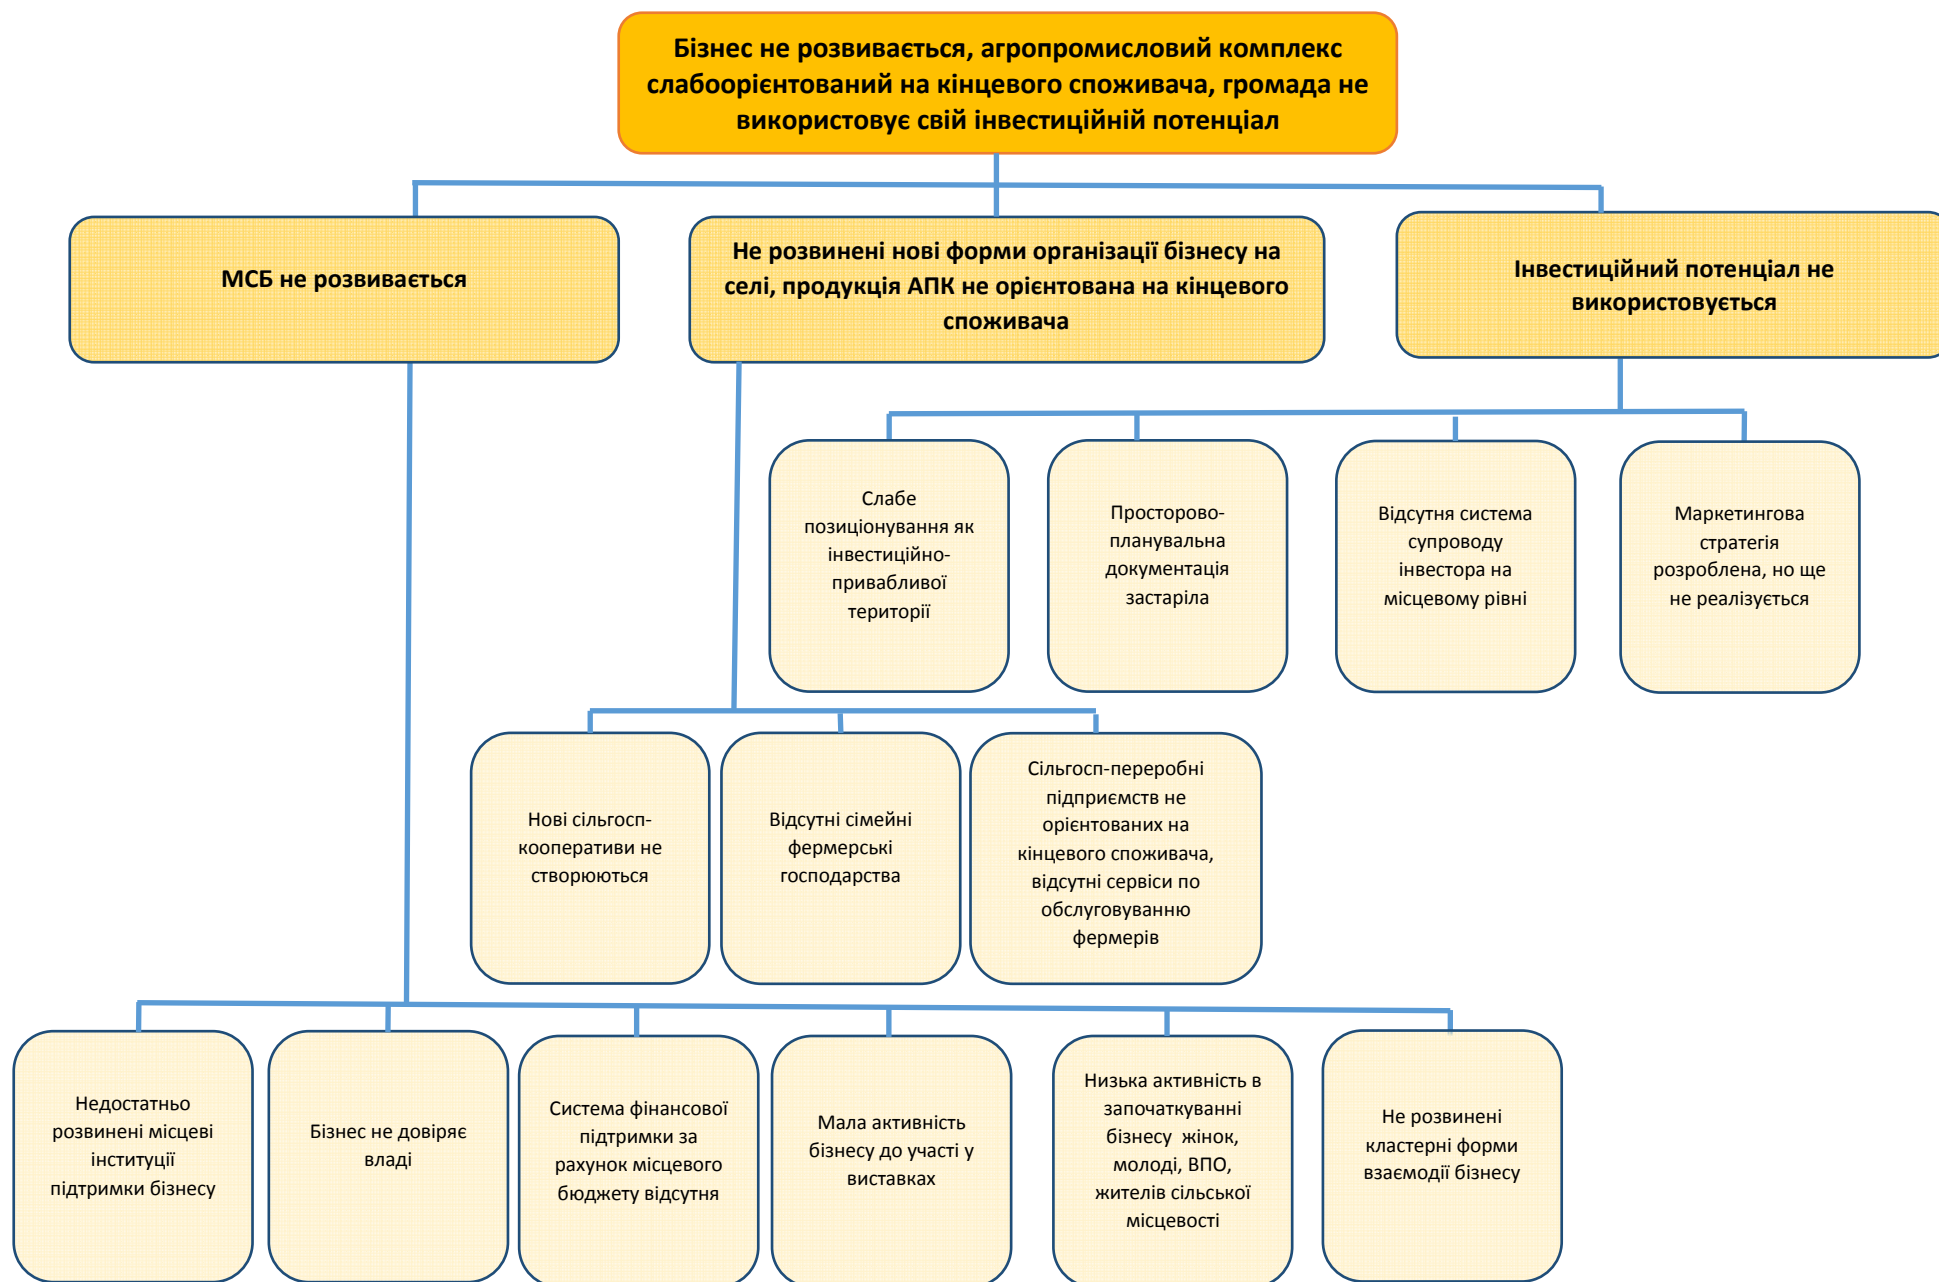 Бізнес не розвивається, агропромисловий комплекс
слабоорієнтований на кінцевого споживача, громада не
використовує свій інвестиційній потенціал
МСБ не розвивається
Не розвинені нові форми організації бізнесу на
селі, продукція АПК не орієнтована на кінцевого
споживача
Інвестиційний потенціал не
використовується
Слабе
позиціонування як
інвестиційно-
привабливої
території
Просторово-
планувальна
документація
застаріла
Відсутня система
супроводу
інвестора на
місцевому рівні
Маркетингова
стратегія
розроблена, но ще
не реалізується
Нові сільгосп-
кооперативи не
створюються
Відсутні сімейні
фермерські
господарства
Сільгосп-переробні
підприємств не
орієнтованих на
кінцевого споживача,
відсутні сервіси по
обслуговуванню
фермерів
Недостатньо
розвинені місцеві
інституції
підтримки бізнесу
Бізнес не довіряє
владі
Система фінансової
підтримки за
рахунок місцевого
бюджету відсутня
Мала активність
бізнесу до участі у
виставках
Низька активність в
започаткуванні
бізнесу  жінок,
молоді, ВПО,
жителів сільської
місцевості
Не розвинені
кластерні форми
взаємодії бізнесу